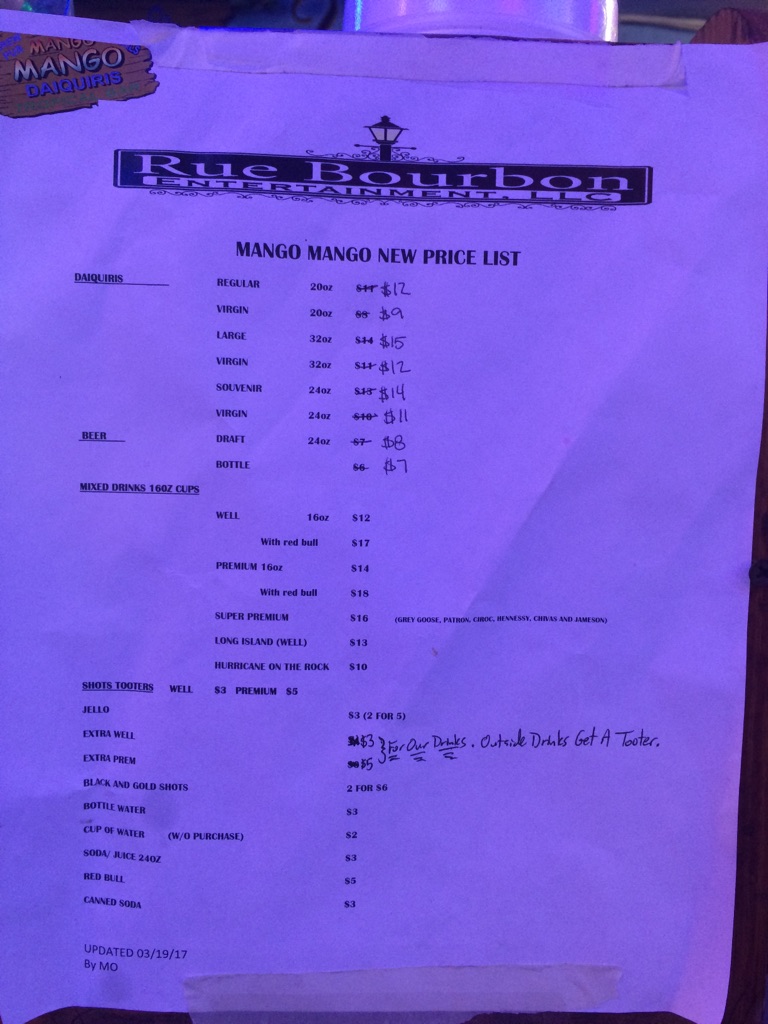 MANGO
MANGO ®
DAIQUIRIS
Rue Bourbon
ENTERTAINMENT, LLC
MANGO MANGO NEW PRICE LIST
DAIQUIRIS REGULAR 20oz $11 $12
VIRGIN 20oz $8 $9
LARGE 32oz $14 $15
VIRGIN 32oz $11 $12
SOUVENIR 24oz $13 $14
VIRGIN 24oz $10 $11
BEER DRAFT 24oz $7 $8
BOTTLE $6 $7
MIXED DRINKS 16OZ CUPS
WELL 16oz $12
With red bull $17
PREMIUM 16oz $14
With red bull $18
SUPER PREMIUM $16 (GREY GOOSE, PATRON, CIROC, HENNESSY, CHIVAS AND JAMESON)
LONG ISLAND (WELL) $13
HURRICANE ON THE ROCK $10
SHOTS TOOTERS WELL $3 PREMIUM $5
JELLO $3 (2 FOR 5)
EXTRA WELL $3 } For Our Drinks. Outside Drinks Get A Tooter.
EXTRA PREM $5
BLACK AND GOLD SHOTS 2 FOR $6
BOTTLE WATER $3
CUP OF WATER (W/O PURCHASE) $2
SODA/ JUICE 24OZ $3
RED BULL $5
CANNED SODA $3
UPDATED 03/19/17
By MO